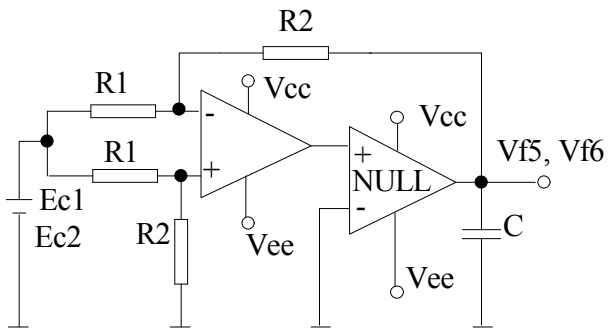 R2
R1
Vcc
-
Vcc
R1
+
+
NULL
Vf5, Vf6
-
Ec1
Ec2
R2
Vee
C
Vee